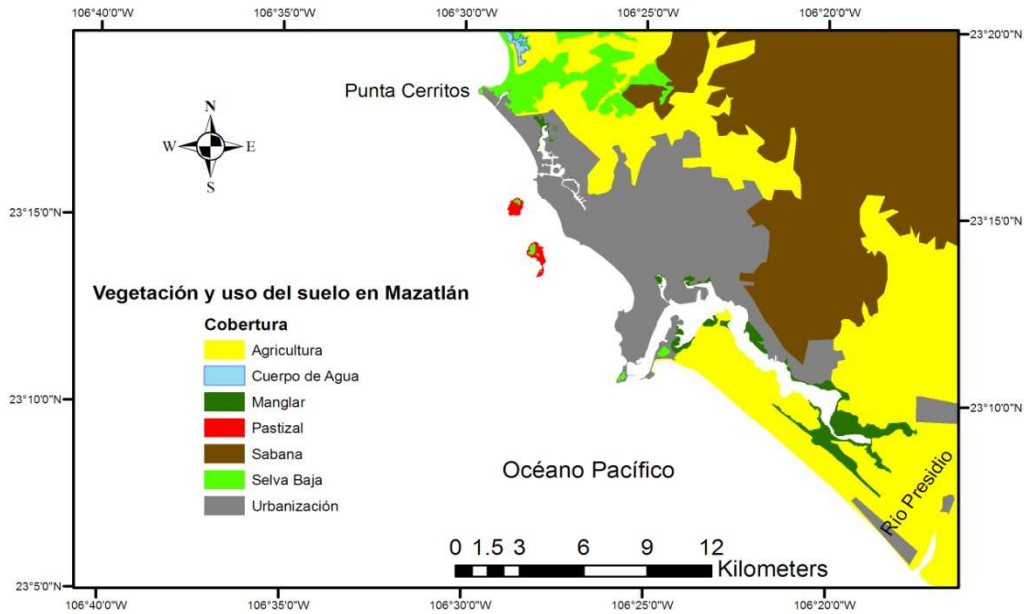 106°40'0"W 106°35'0"W 106°30'0"W 106°25'0"W 106°20'0"W
23°20'0"N
Punta Cerritos
N
W E
S
23°15'0"N 23°15'0"N
Vegetación y uso del suelo en Mazatlán
Cobertura
Agricultura
Cuerpo de Agua
Manglar
Pastizal
Sabana
Selva Baja
Urbanización
23°10'0"N 23°10'0"N
Océano Pacífico
Río Presidio
0 1.5 3 6 9 12
Kilometers
23°5'0"N
106°40'0"W 106°35'0"W 106°30'0"W 106°25'0"W 106°20'0"W